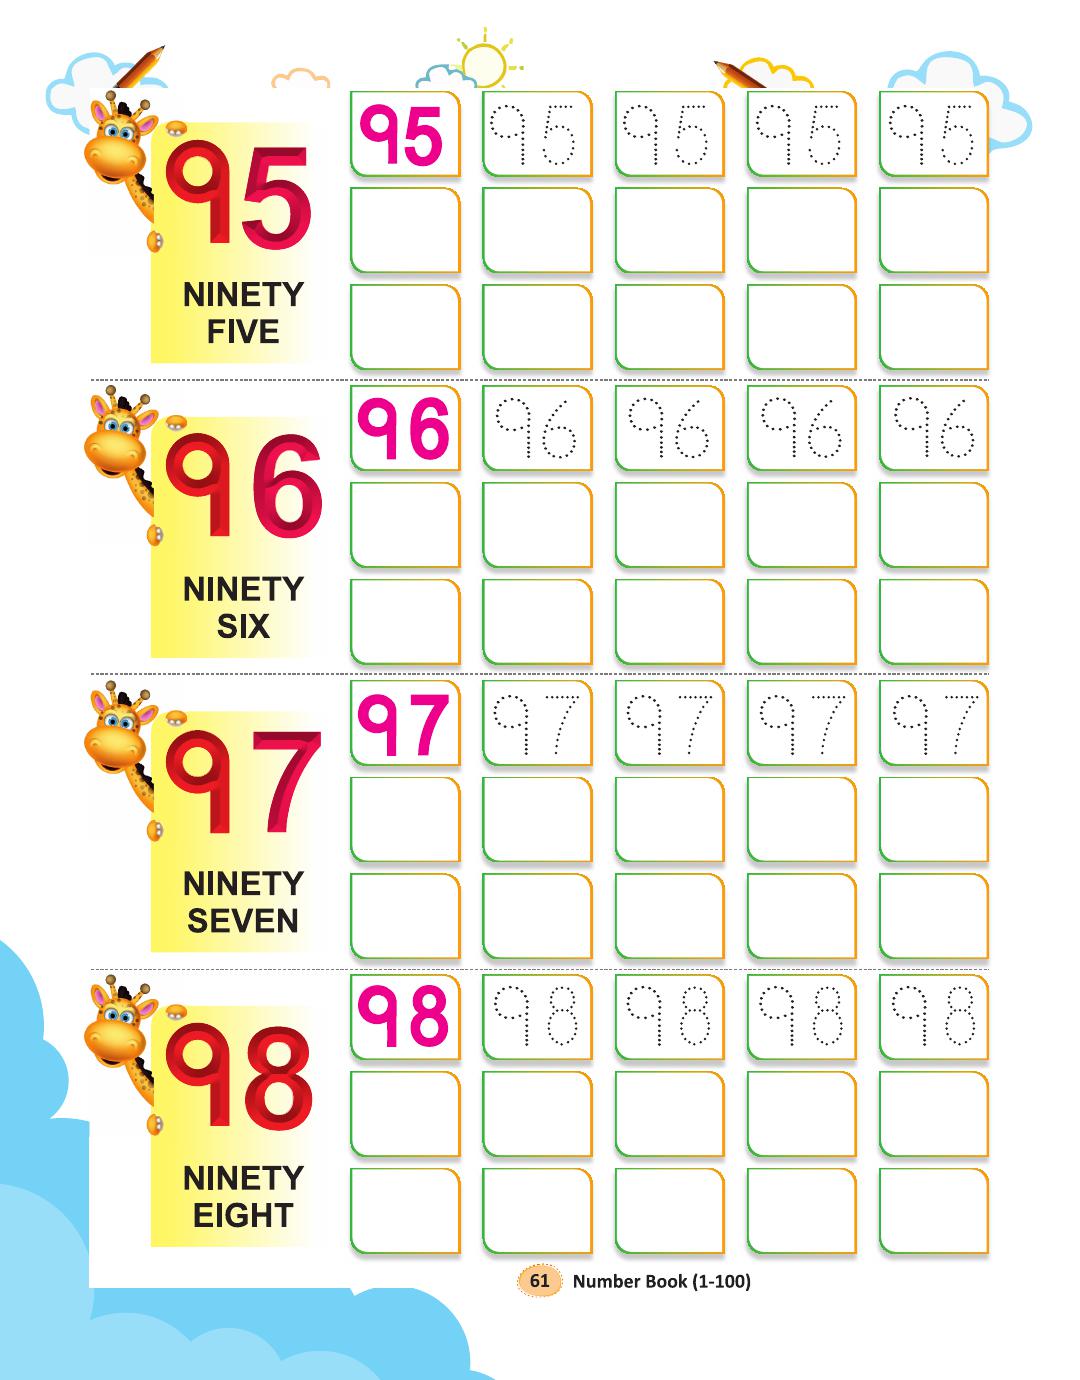 95
95 95 95 95 95
NINETY
FIVE
96
96 96 96 96 96
NINETY
SIX
97
97 97 97 97 97
NINETY
SEVEN
98
98 98 98 98 98
NINETY
EIGHT
61 Number Book (1-100)